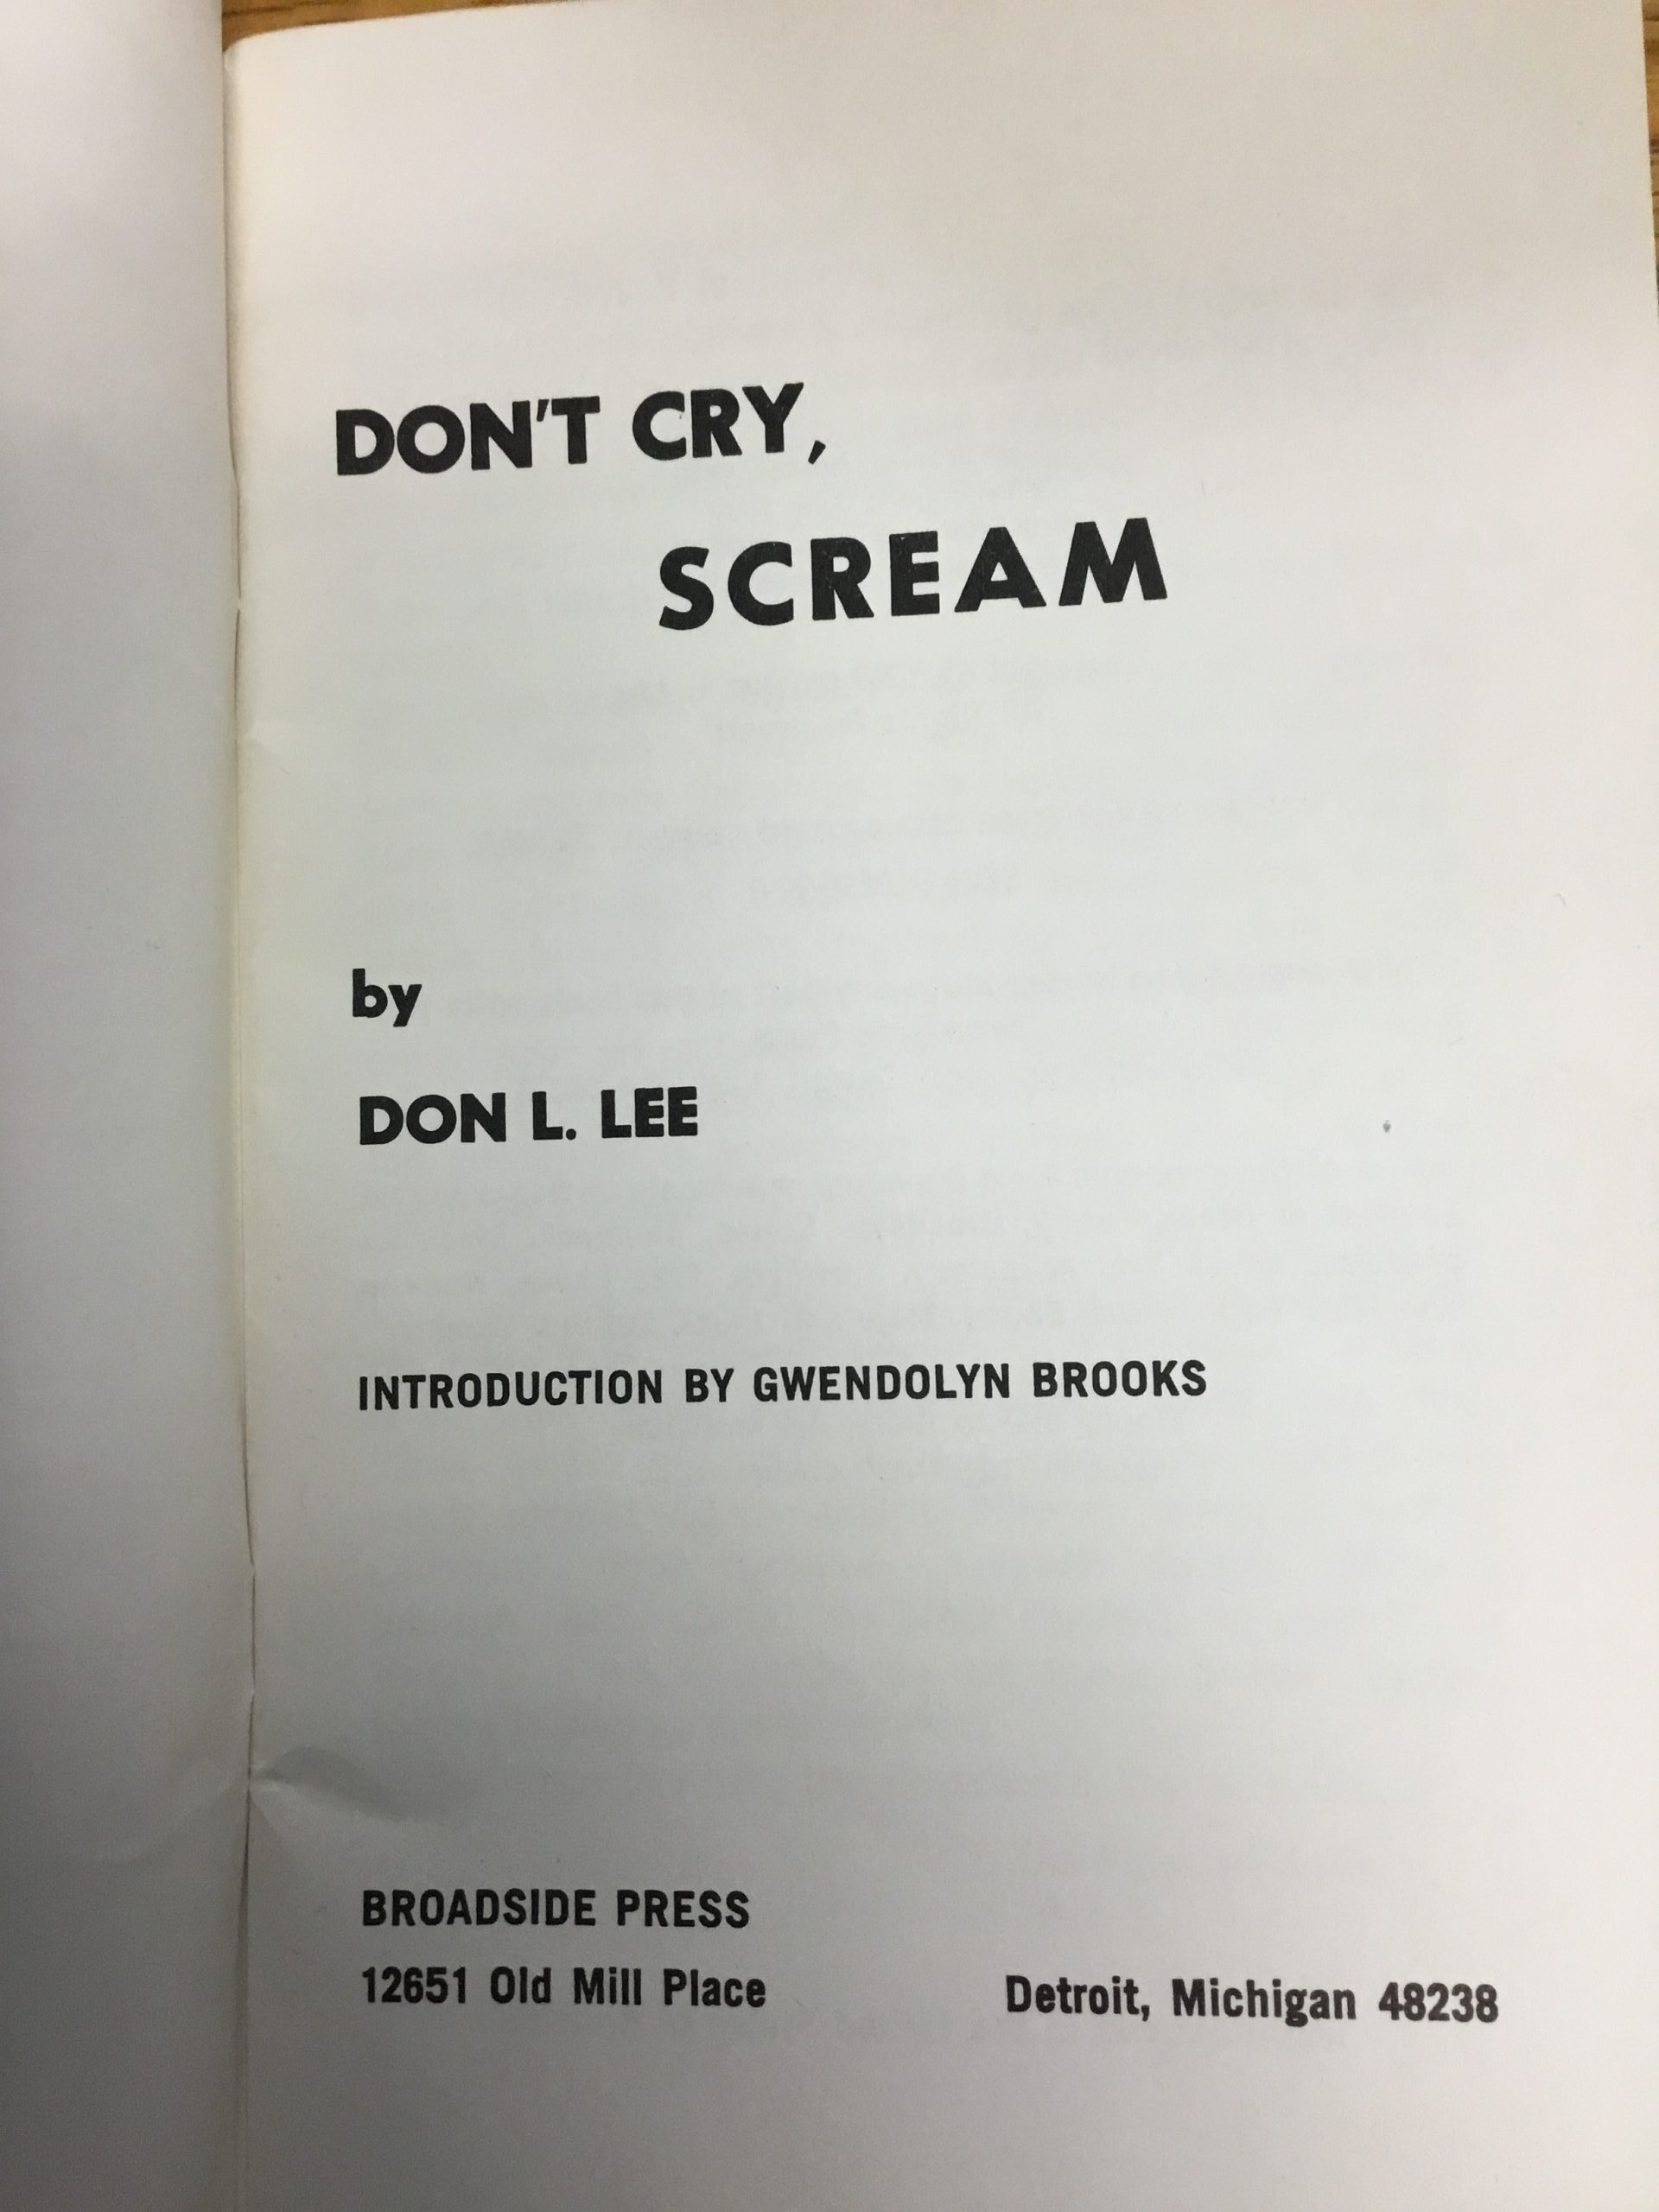 DON'T CRY,
SCREAM
by
DON L. LEE
INTRODUCTION BY GWENDOLYN BROOKS
BROADSIDE PRESS
12651 Old Mill Place Detroit, Michigan 48238